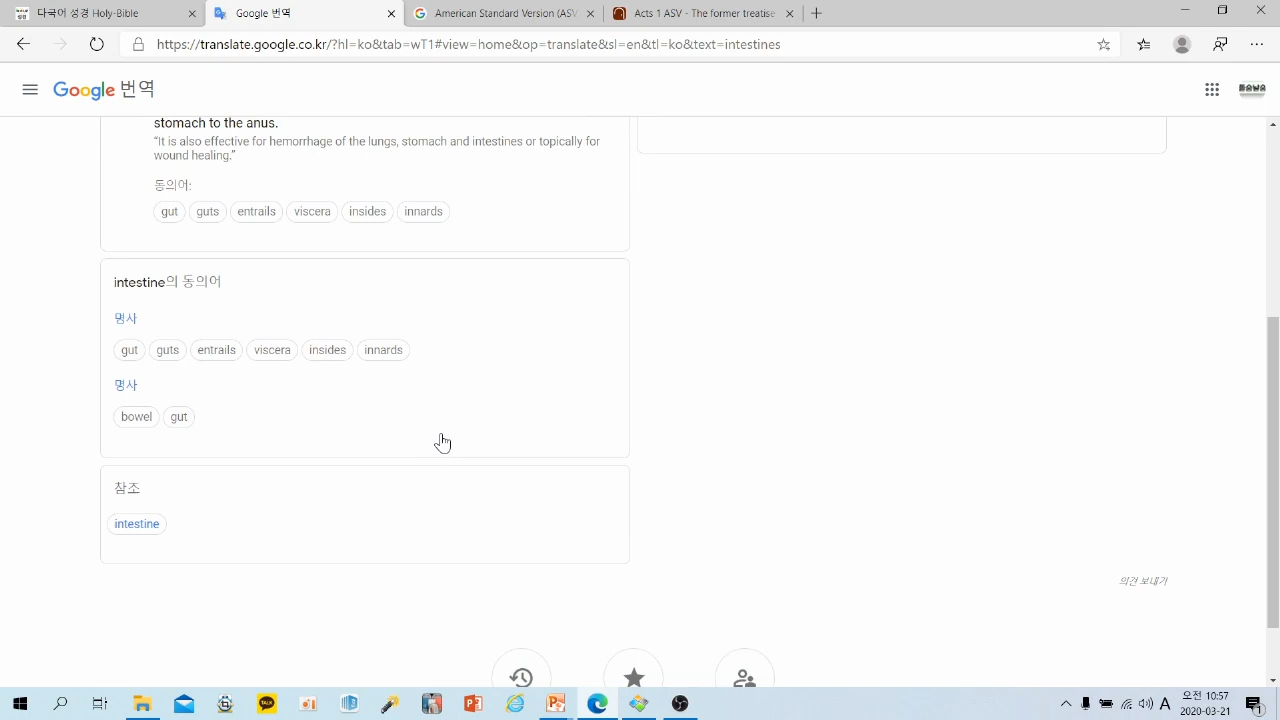 다국어 성경 Holy-Bible
Google 번역
American Standard Version (ASV
Acts 1 ASV - The former treatise
https://translate.google.co.kr/?hl=ko&tab=wT1#view=home&op=translate&sl=en&tl=ko&text=intestines
Google 번역
stomach to the anus.
“It is also effective for hemorrhage of the lungs, stomach and intestines or topically for
wound healing.”
동의어:
gut guts entrails viscera insides innards
intestine의 동의어
명사
gut guts entrails viscera insides innards
명사
bowel gut
참조
intestine
의견 보내기
TALK
A
오전 10:57
2020-03-21
1